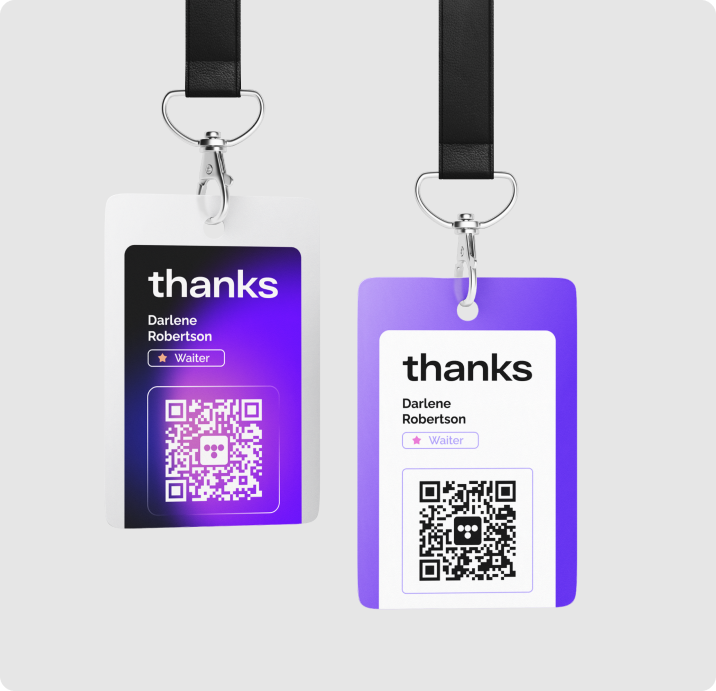 thanks
Darlene
Robertson
Waiter
thanks
Darlene
Robertson
Waiter